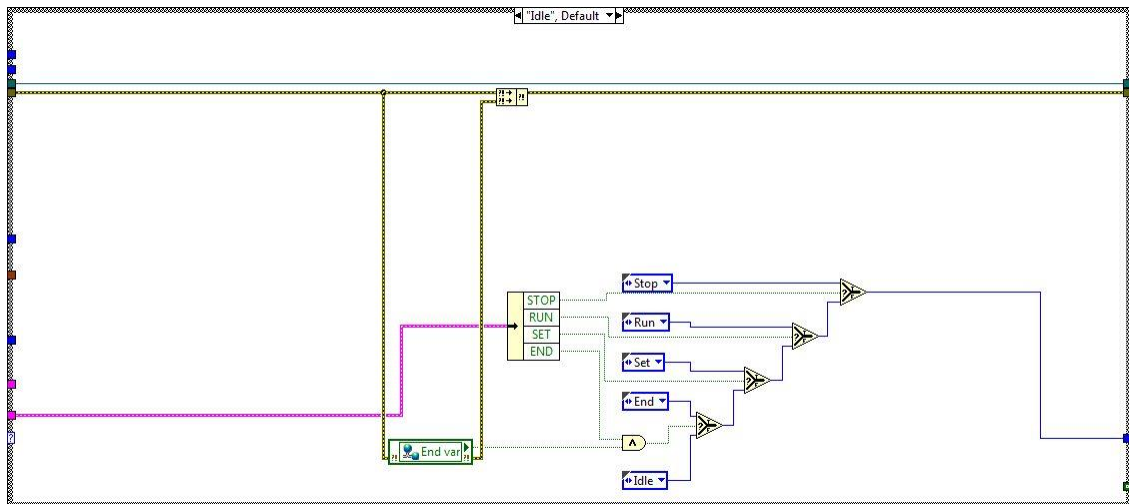 "Idle", Default
Stop
STOP
RUN
Run
SET
END
Set
End
End var
Idle